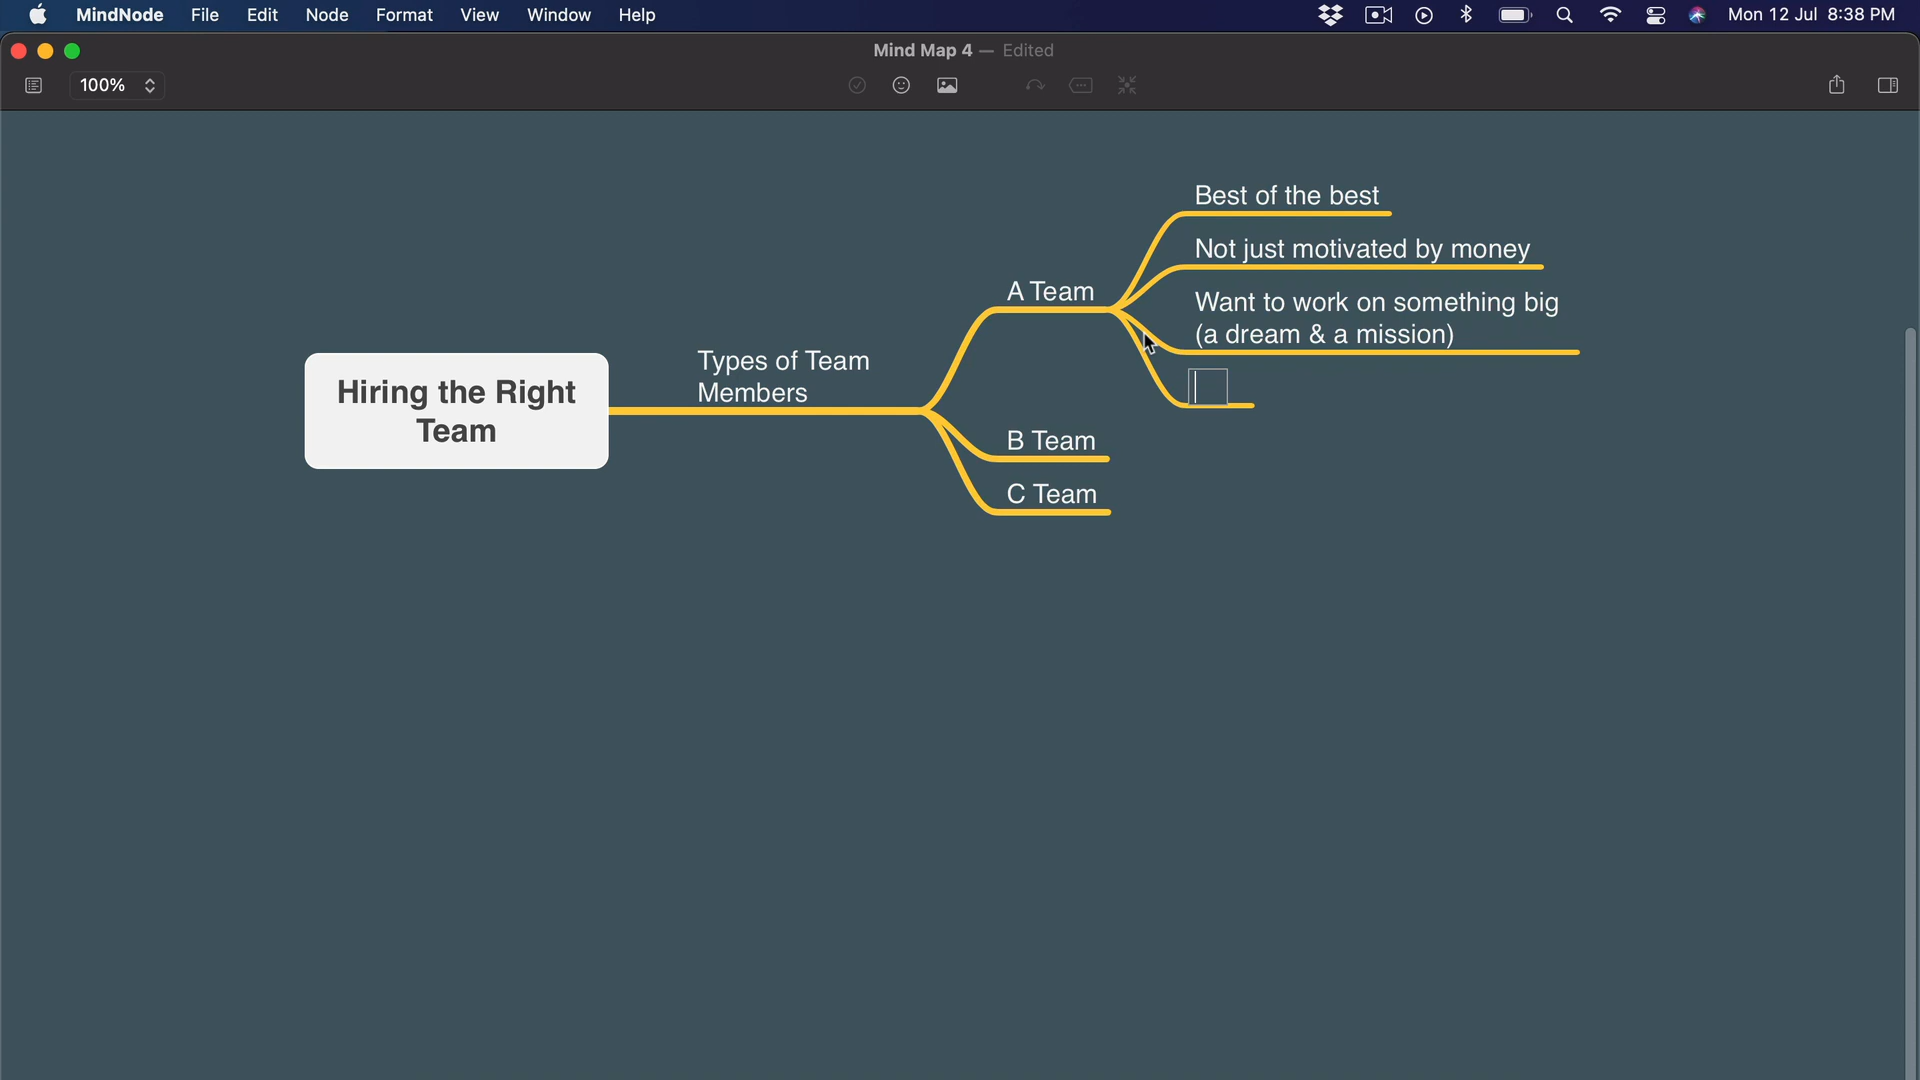 MindNode File Edit Node Format View Window Help Mon 12 Jul 8:38 PM
Mind Map 4 — Edited
100%
Best of the best
Not just motivated by money
Want to work on something big
(a dream & a mission)
A Team
Types of Team
Members
Hiring the Right
Team
B Team
C Team